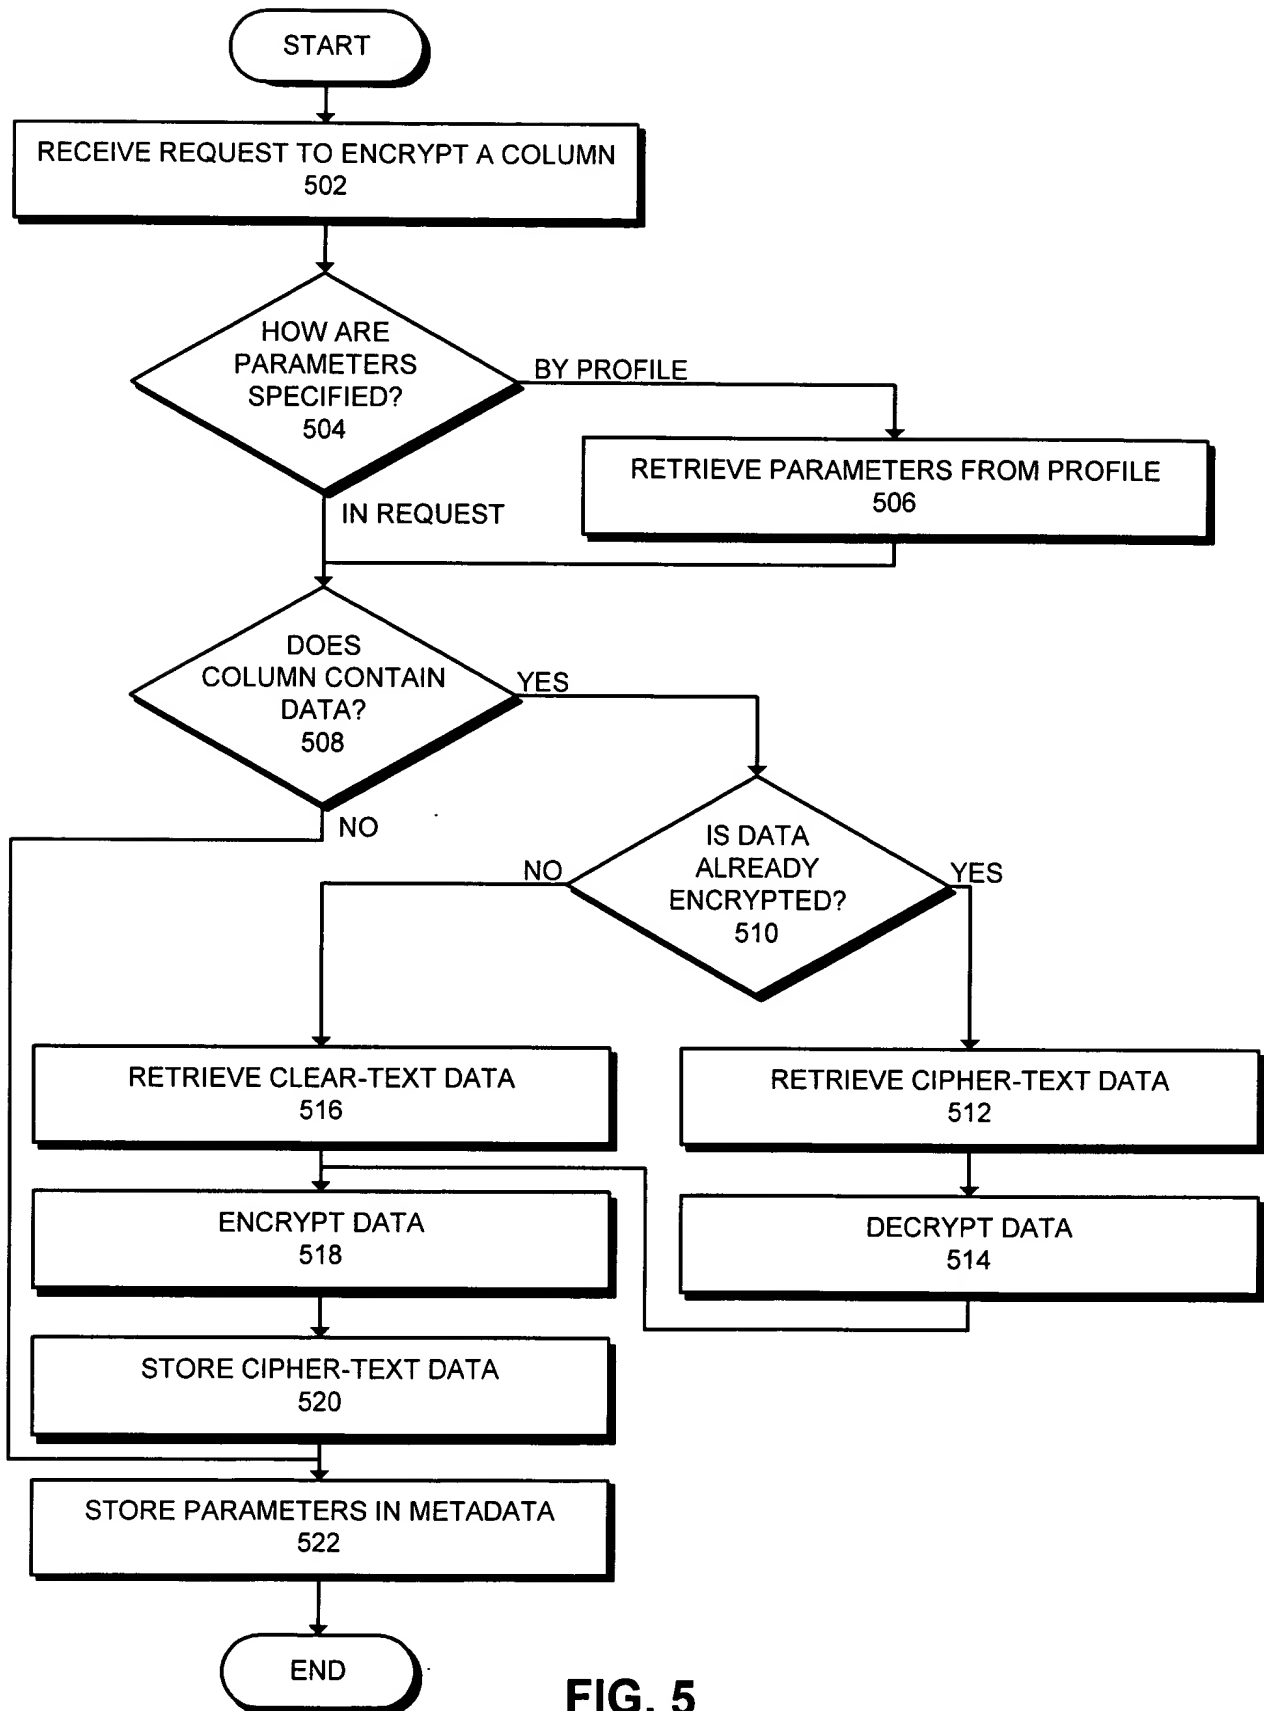 START
RECEIVE REQUEST TO ENCRYPT A COLUMN
502
HOW ARE
PARAMETERS
SPECIFIED?
504
BY PROFILE
RETRIEVE PARAMETERS FROM PROFILE
506
IN REQUEST
DOES
COLUMN CONTAIN
DATA?
508
YES
NO
IS DATA
ALREADY
ENCRYPTED?
510
NO
YES
RETRIEVE CLEAR-TEXT DATA
516
RETRIEVE CIPHER-TEXT DATA
512
ENCRYPT DATA
518
DECRYPT DATA
514
STORE CIPHER-TEXT DATA
520
STORE PARAMETERS IN METADATA
522
END
FIG. 5